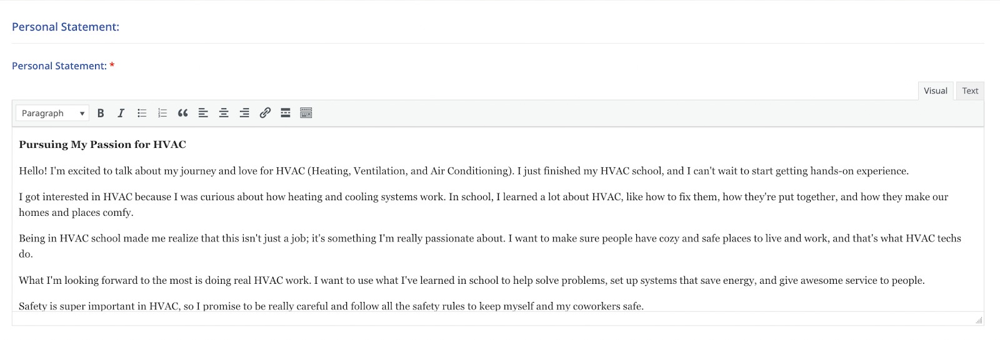 Personal Statement:
Personal Statement: *
Visual Text
Paragraph
Pursuing My Passion for HVAC
Hello! I'm excited to talk about my journey and love for HVAC (Heating, Ventilation, and Air Conditioning). I just finished my HVAC school, and I can't wait to start getting hands-on experience.
I got interested in HVAC because I was curious about how heating and cooling systems work. In school, I learned a lot about HVAC, like how to fix them, how they're put together, and how they make our
homes and places comfy.
Being in HVAC school made me realize that this isn't just a job; it's something I'm really passionate about. I want to make sure people have cozy and safe places to live and work, and that's what HVAC techs
do.
What I'm looking forward to the most is doing real HVAC work. I want to use what I've learned in school to help solve problems, set up systems that save energy, and give awesome service to people.
Safety is super important in HVAC, so I promise to be really careful and follow all the safety rules to keep myself and my coworkers safe.